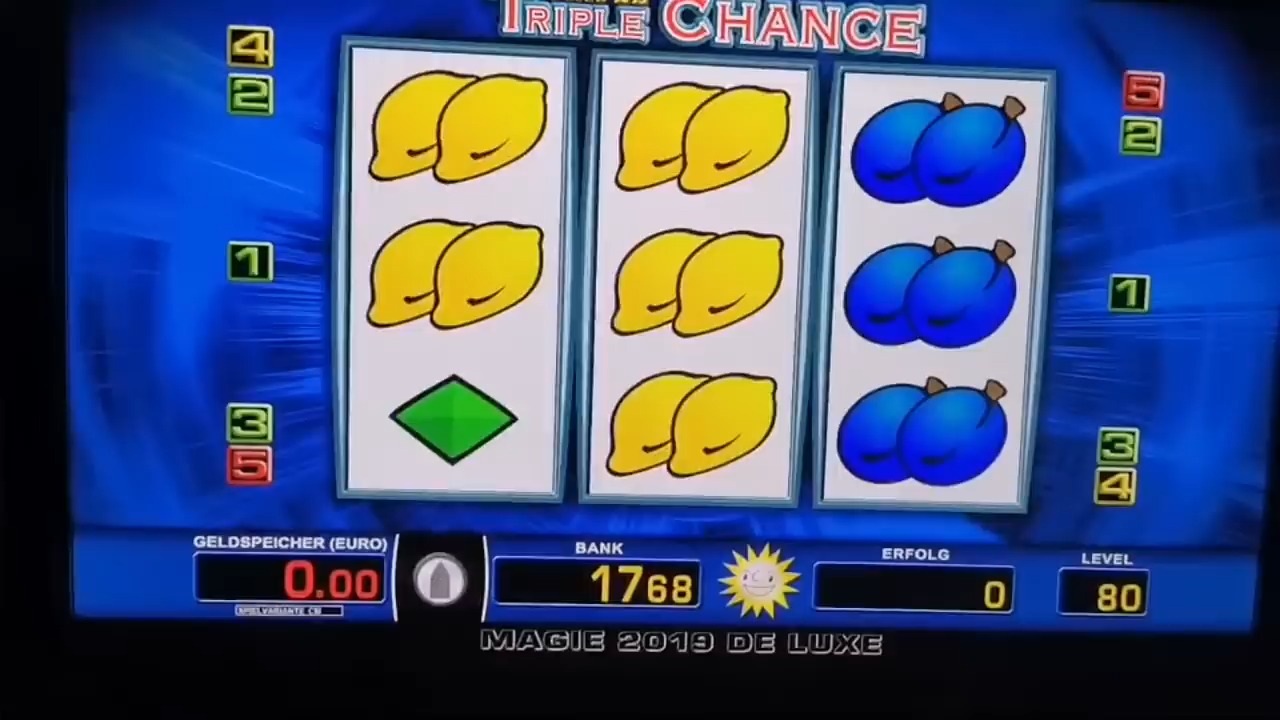 TRIPLE CHANCE
4
2
5
2
1
1
3
5
3
4
GELDSPEICHER (EURO)
BANK
ERFOLG
LEVEL
0.00
1768
0
80
MAGIE 2019 DE LUXE